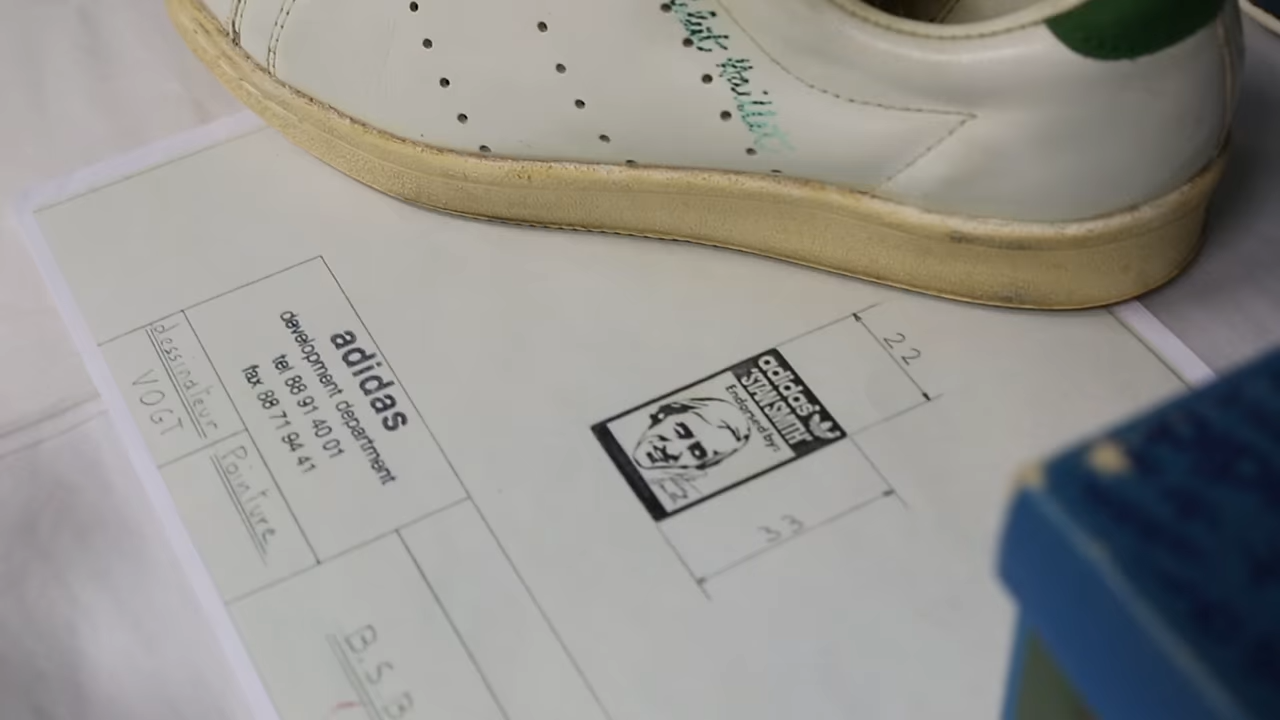 Haillet
adidas
development department
tel 88 91 40 01
fax 88 71 94 41
dessinateur
VOGT
Pointure
B.S.B
adidas
"STAN SMITH"
Endorsed by:
22
33